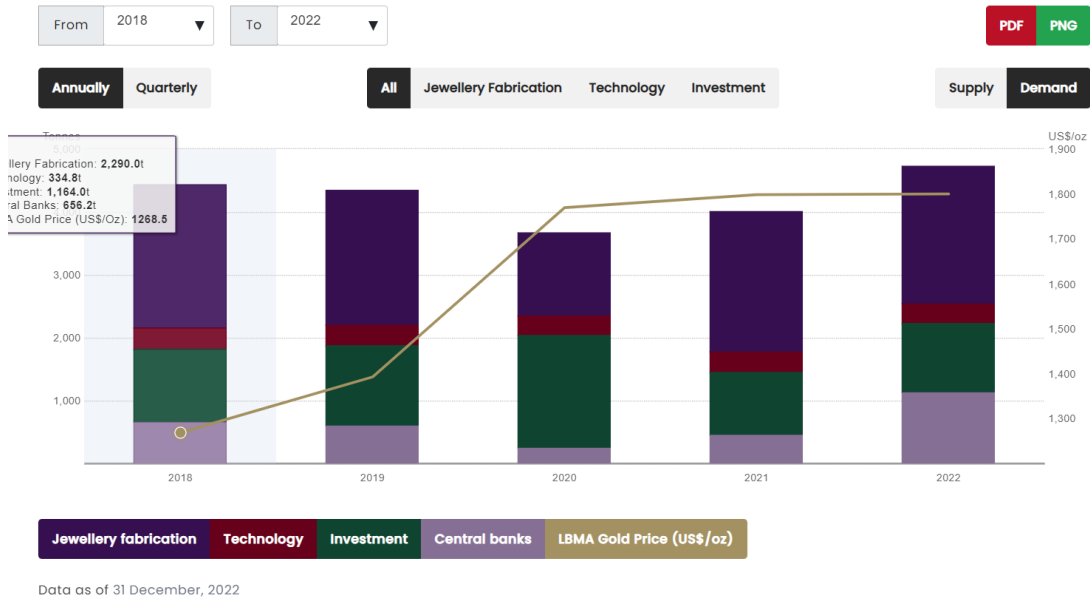 From 2018 ▼ To 2022 ▼ PDF PNG
Annually Quarterly All Jewellery Fabrication Technology Investment Supply Demand
Tonnes US$/oz
5,000 1,900
llery Fabrication: 2,290.0t
nology: 334.8t
stment: 1,164.0t
ral Banks: 656.2t
A Gold Price (US$/Oz): 1268.5
1,800
1,700
3,000 1,600
2,000 1,500
1,400
1,000 1,300
2018 2019 2020 2021 2022
Jewellery fabrication Technology Investment Central banks LBMA Gold Price (US$/oz)
Data as of 31 December, 2022